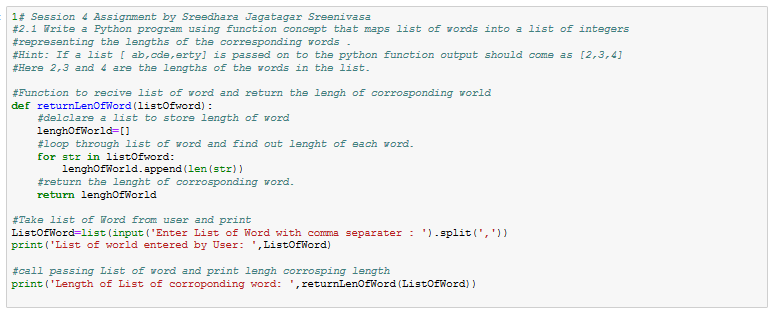 1# Session 4 Assignment by Sreedhara Jagatagar Sreenivasa
#2.1 Write a Python program using function concept that maps list of words into a list of integers
#representing the lengths of the corresponding words .
#Hint: If a list [ ab,cde,erty] is passed on to the python function output should come as [2,3,4]
#Here 2,3 and 4 are the lengths of the words in the list.

#Function to recive list of word and return the lengh of corrosponding world
def returnLenOfWord(listOfword):
    #delclare a list to store length of word
    lenghOfWorld=[]
    #loop through list of word and find out lenght of each word.
    for str in listOfword:
        lenghOfWorld.append(len(str))
    #return the lenght of corrosponding word.
    return lenghOfWorld

#Take list of Word from user and print
ListOfWord=list(input('Enter List of Word with comma separater : ').split(','))
print('List of world entered by User: ',ListOfWord)

#call passing List of word and print lengh corrosping length
print('Length of List of corroponding word: ',returnLenOfWord(ListOfWord))